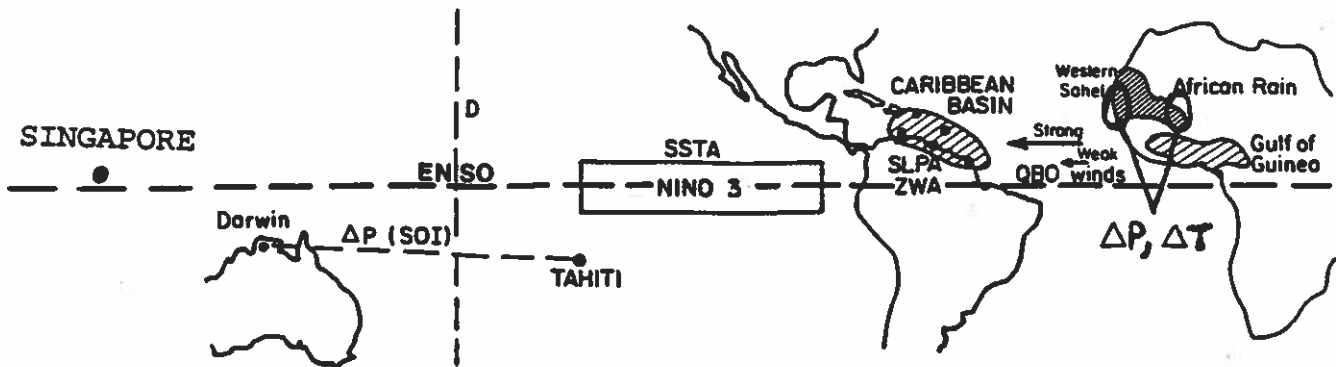 SINGAPORE
D
ENSO
Darwin
ΔP (SOI)
TAHITI
SSTA
NINO 3
CARIBBEAN
BASIN
SLPA
ZWA
Strong
Weak
QBO winds
Western
Sahel
African Rain
Gulf of
Guinea
ΔP, ΔT